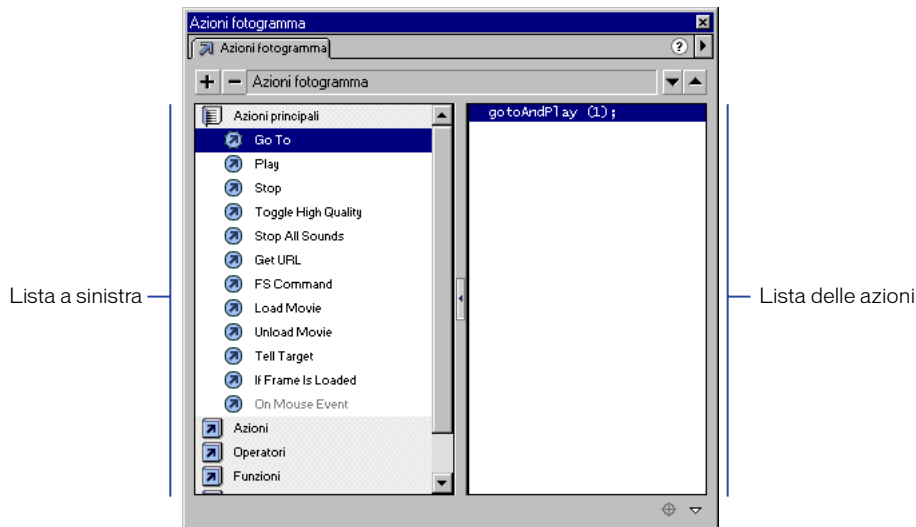 Azioni fotogramma
Azioni fotogramma
Azioni fotogramma
Azioni principali
gotoAndPlay (1);
Go To
Play
Stop
Toggle High Quality
Stop All Sounds
Get URL
FS Command
Lista a sinistra
Lista delle azioni
Load Movie
Unload Movie
Tell Target
If Frame Is Loaded
On Mouse Event
Azioni
Operatori
Funzioni